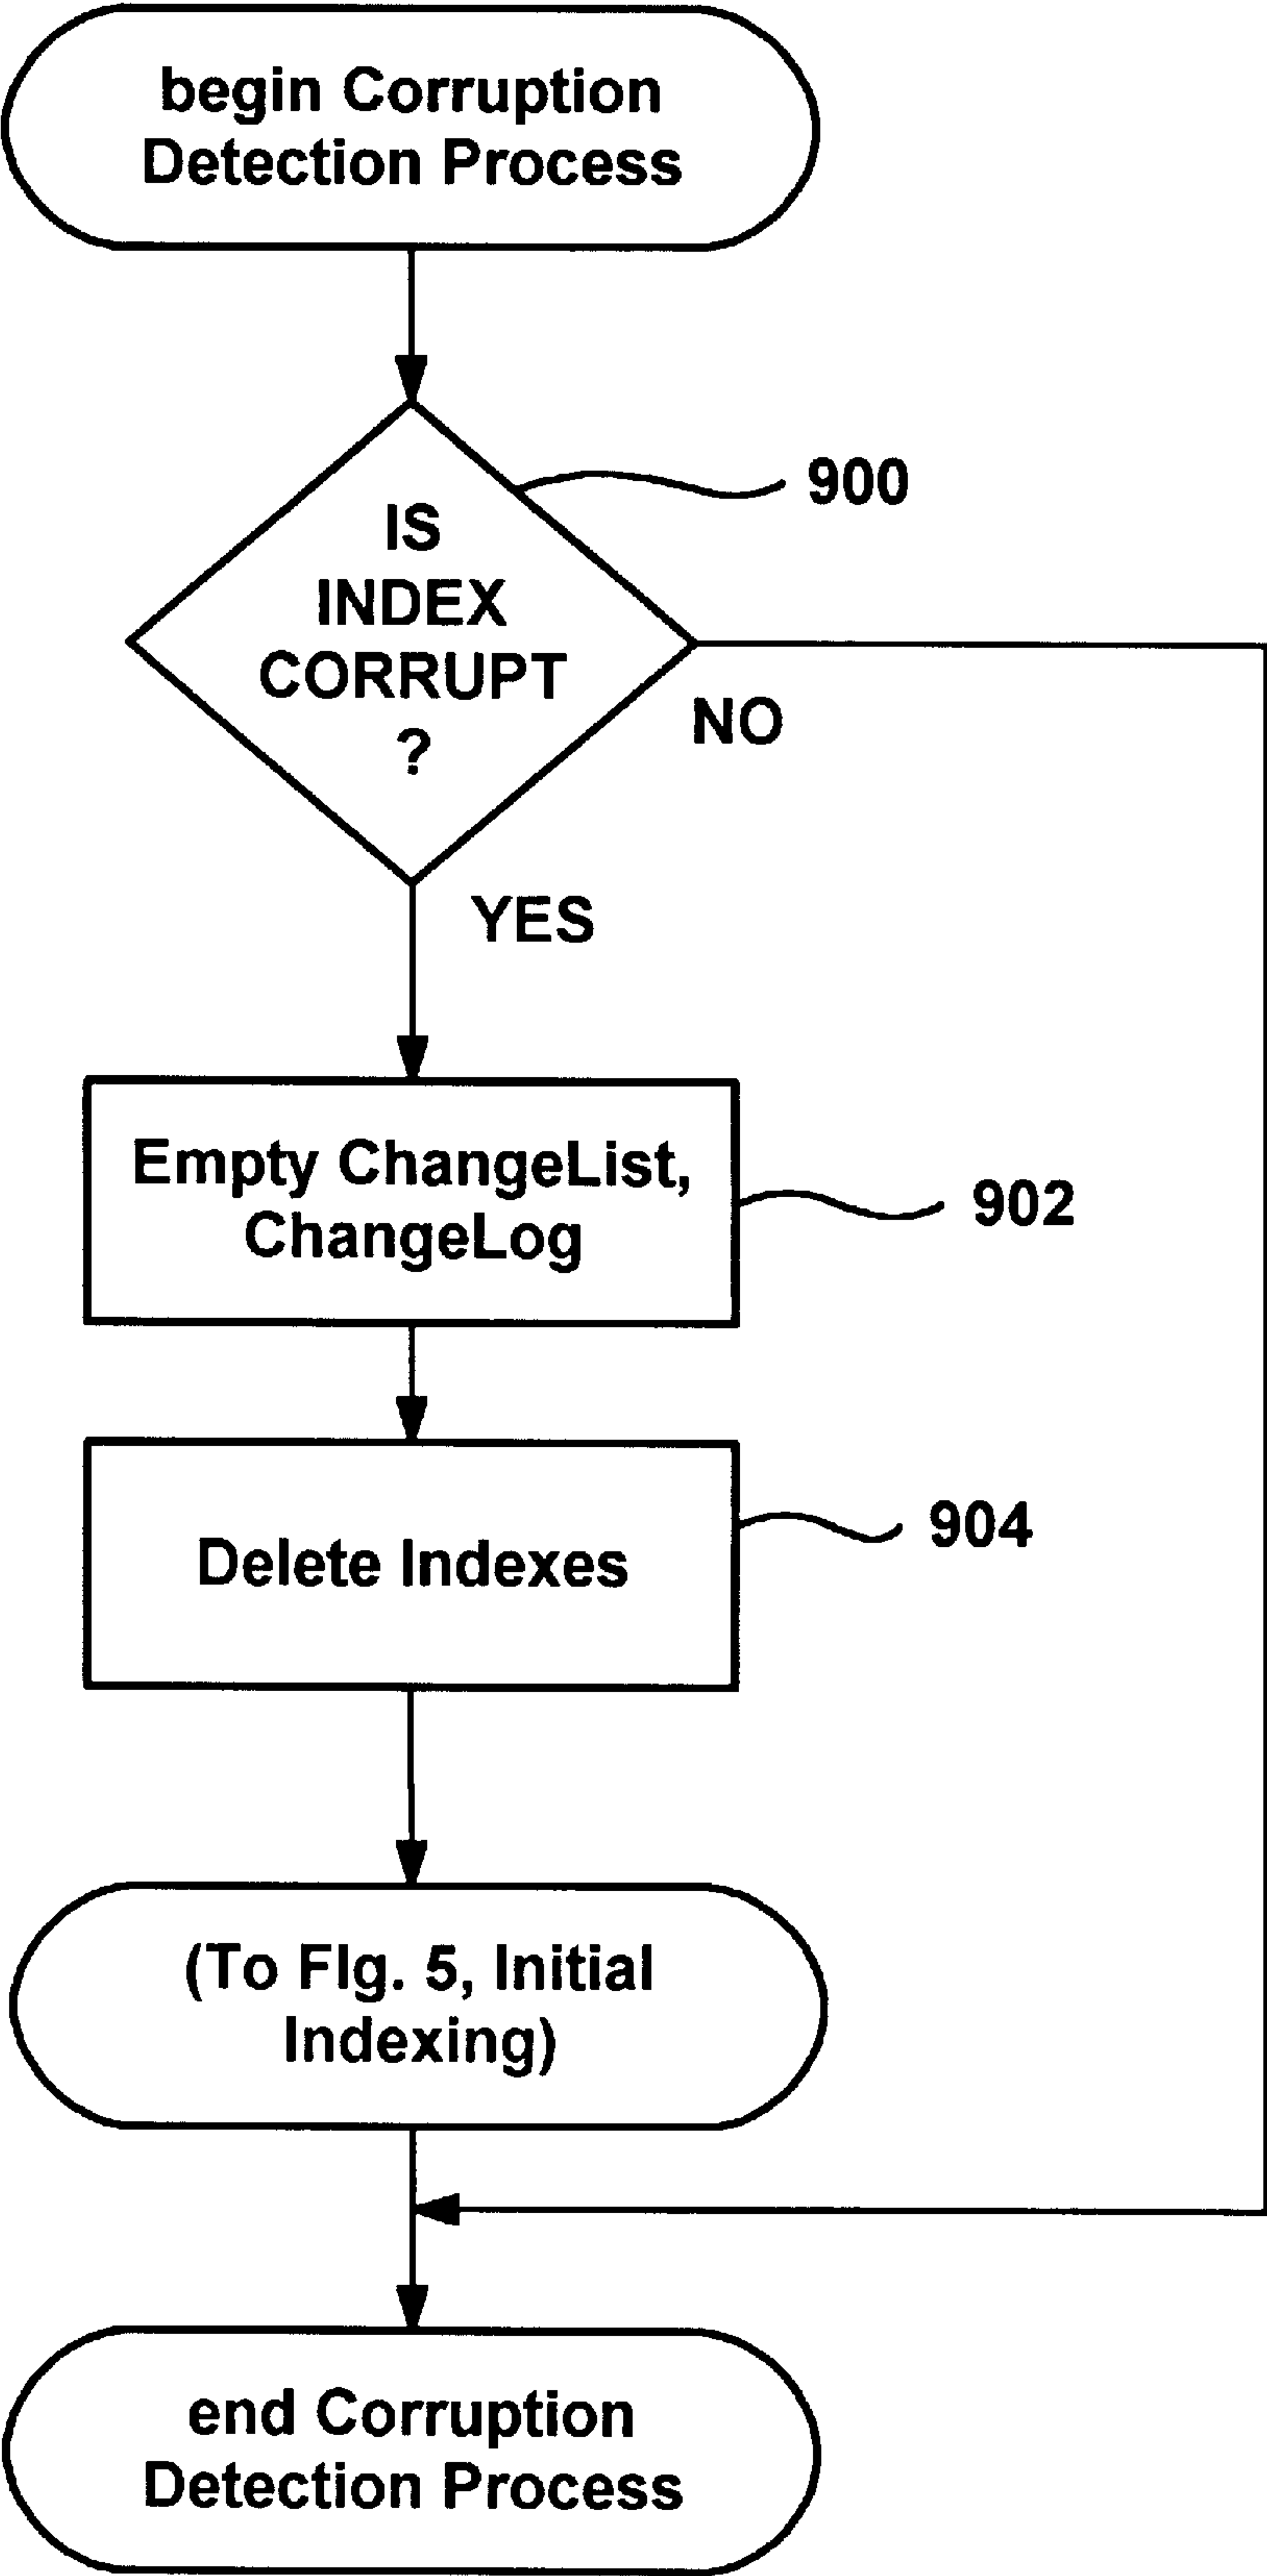 begin Corruption
Detection Process
900
IS
INDEX
CORRUPT
?
NO
YES
Empty ChangeList,
ChangeLog
902
Delete Indexes
904
(To FIg. 5, Initial
Indexing)
end Corruption
Detection Process